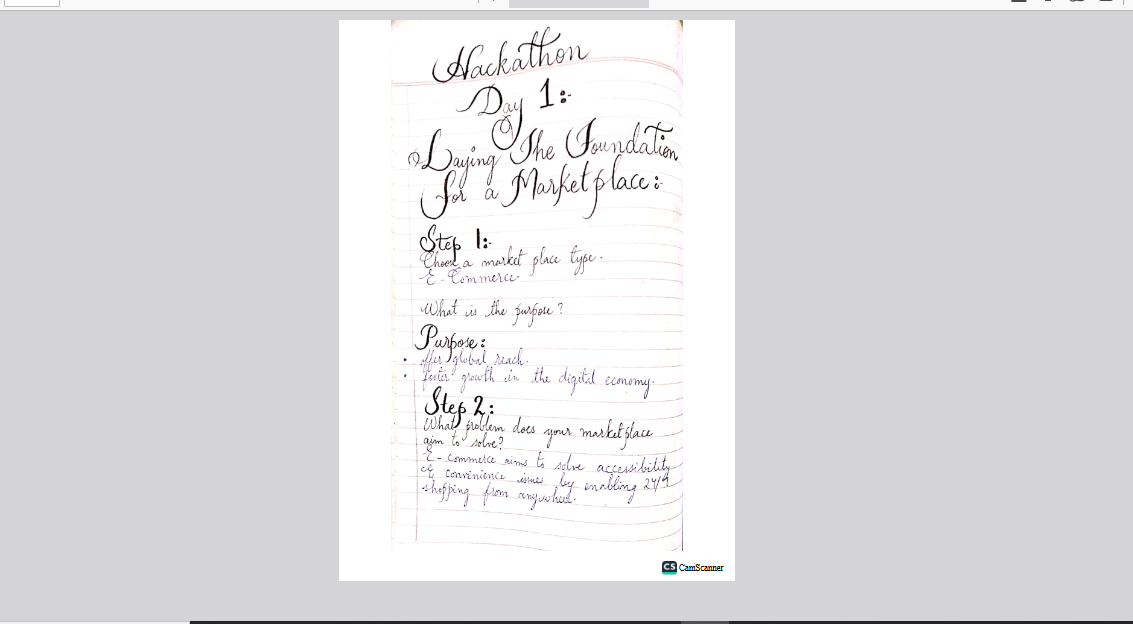 Hackathon
Day 1:-
Laying The Foundation
for a Marketplace:-
Step 1:-
Choose a market place type.
E-Commerce
What is the purpose?
Purpose:
• offer global reach.
• foster growth in the digital economy.
Step 2:
What problem does your marketplace
aim to solve?
E-commerce aims to solve accessibility
& convinience issues by enabling 24/7
shopping from anywhere.
CS CamScanner